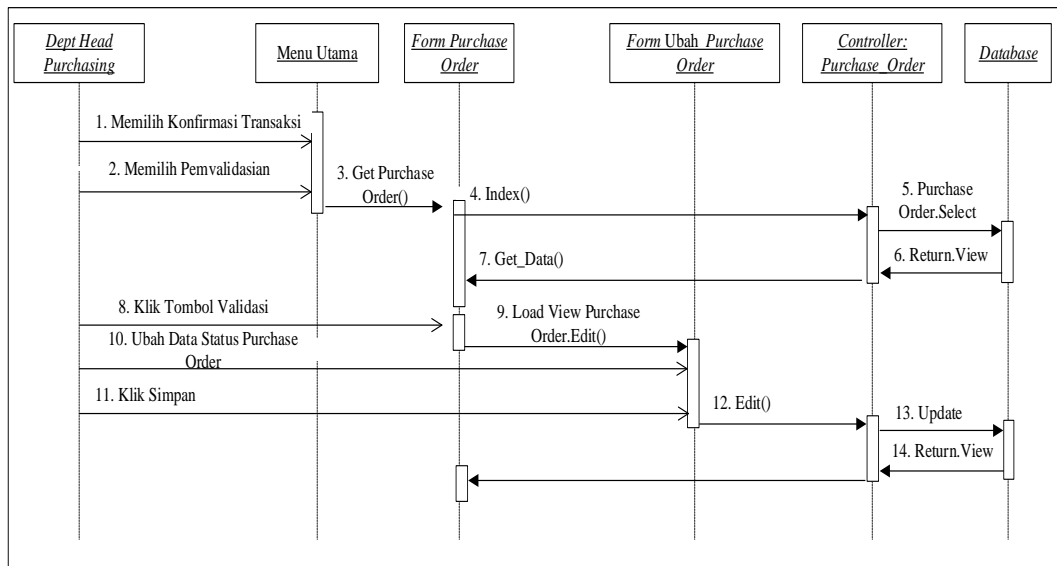 Dept Head
Purchasing
Menu Utama
Form Purchase
Order
Form Ubah Purchase
Order
Controller:
Purchase_Order
Database
1. Memilih Konfirmasi Transaksi
2. Memilih Pemvalidasian
3. Get Purchase
Order()
4. Index()
5. Purchase
Order.Select
6. Return.View
7. Get_Data()
8. Klik Tombol Validasi
9. Load View Purchase
Order.Edit()
10. Ubah Data Status Purchase
Order
11. Klik Simpan
12. Edit()
13. Update
14. Return.View